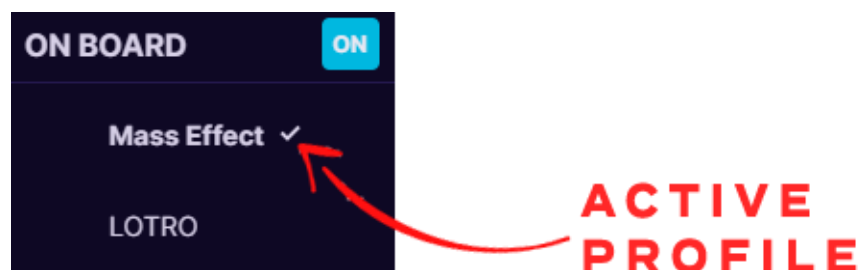 ON BOARD ON
Mass Effect
LOTRO
ACTIVE
PROFILE